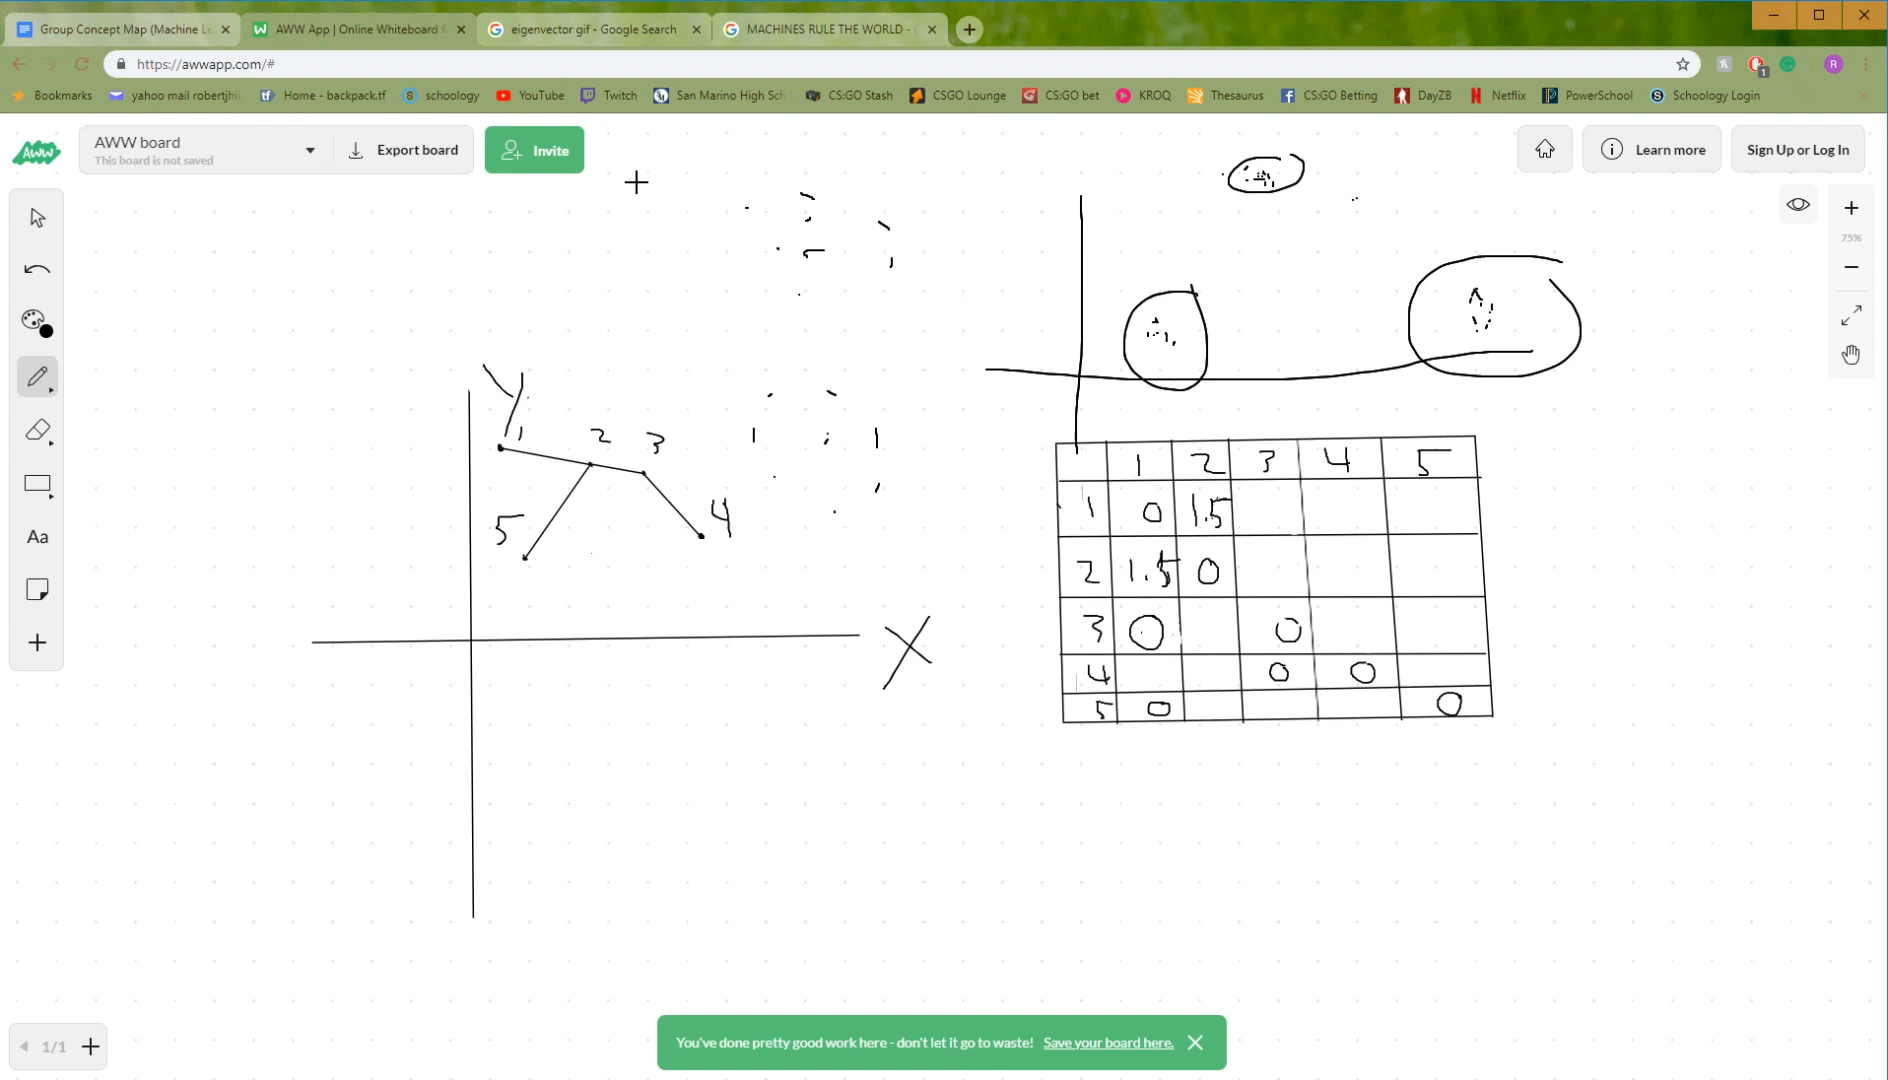 Group Concept Map (Machine Le
AWW App | Online Whiteboard f
eigenvector gif - Google Search
MACHINES RULE THE WORLD -
https://awwapp.com/#
1
R
Bookmarks
yahoo mail robertjhii
Home - backpack.tf
schoology
YouTube
Twitch
San Marino High Sch
CS:GO Stash
CSGO Lounge
CS:GO bet
KROQ
Thesaurus
CS:GO Betting
DayZB
Netflix
PowerSchool
Schoology Login
»
AWW
AWW board
This board is not saved
Export board
Invite
Learn more
Sign Up or Log In
75%
Aa
Y
1 2 3
5 4
X
1 2 3 4 5
1 0 1.5
2 1.5 0
3 0 0
4 0 0
5 0 0
1/1
You've done pretty good work here - don't let it go to waste! Save your board here.